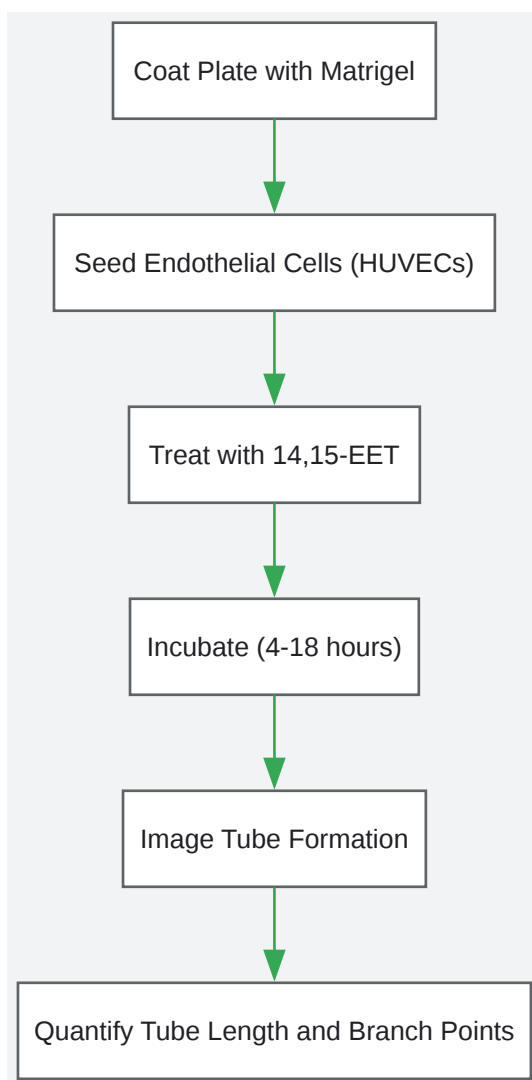 Coat Plate with Matrigel
Seed Endothelial Cells (HUVECs)
Treat with 14,15-EET
Incubate (4-18 hours)
Image Tube Formation
Quantify Tube Length and Branch Points